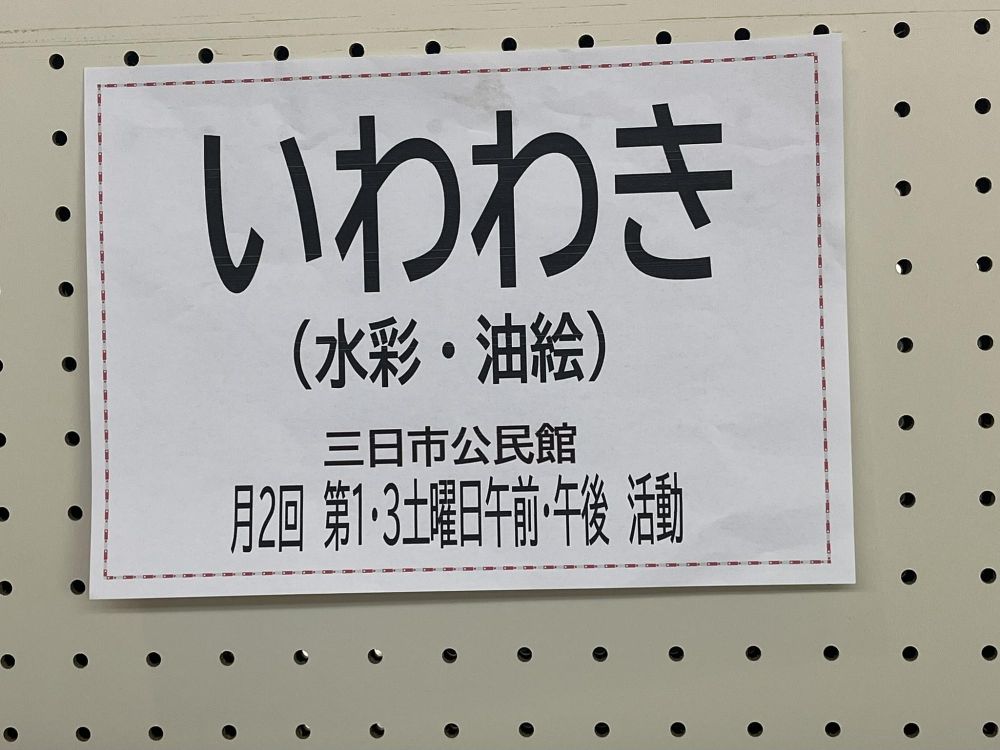 いわわき
（水彩・油絵）
三日市公民館
月2回 第1・3土曜日午前・午後 活動